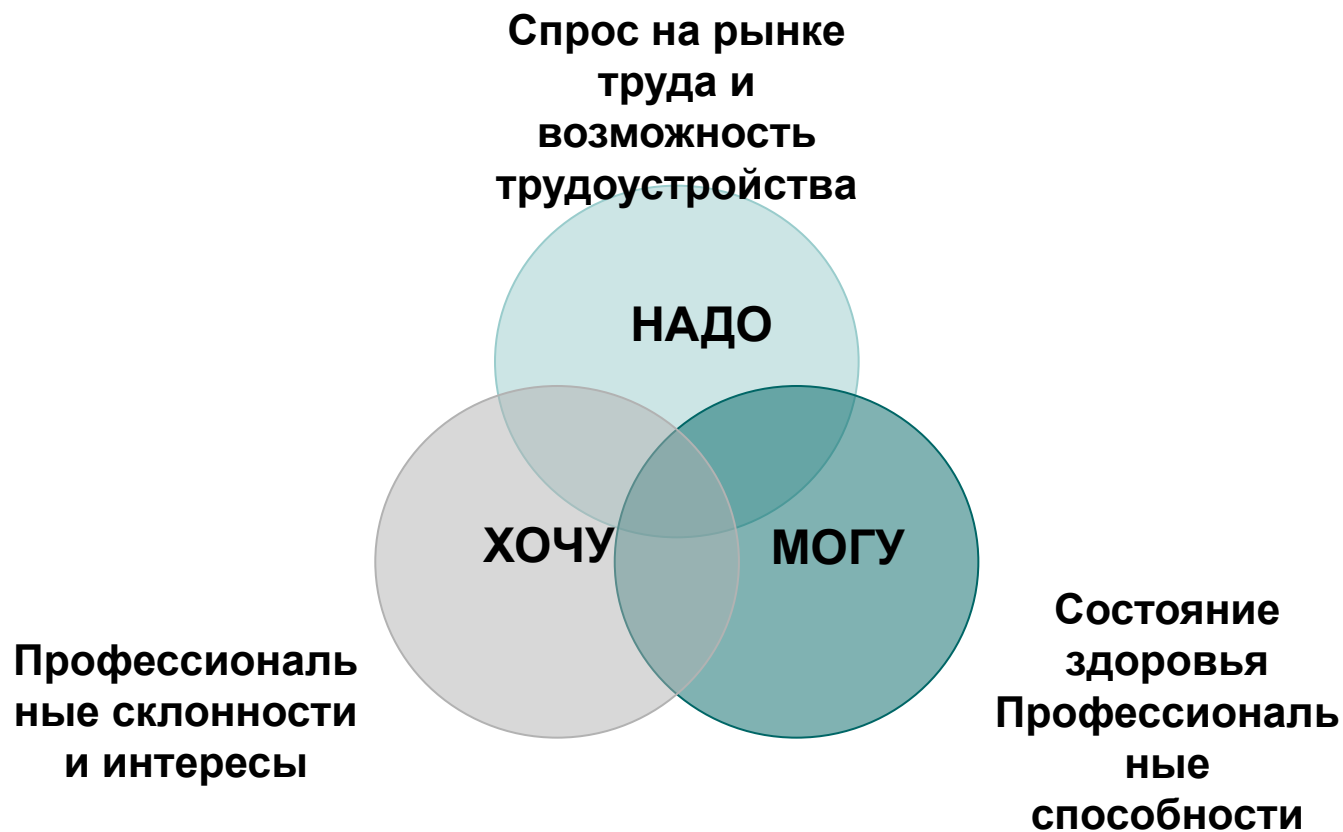 Спрос на рынке
труда и
возможность
трудоустройства
НАДО
ХОЧУ
МОГУ
Профессиональ
ные склонности
и интересы
Состояние
здоровья
Профессиональ
ные
способности